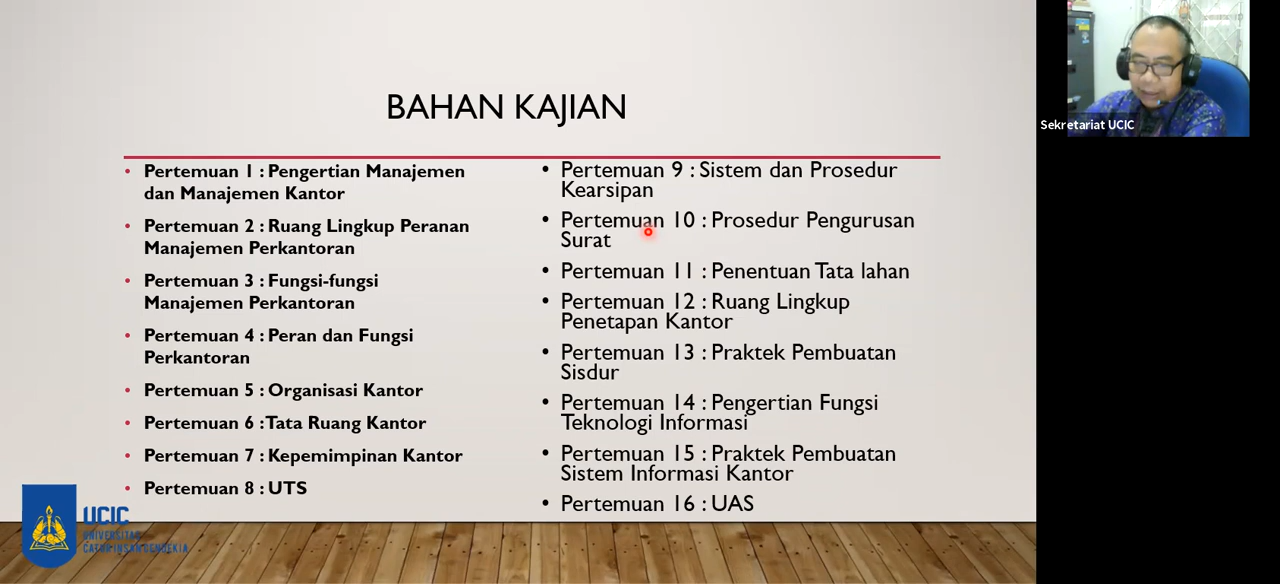 BAHAN KAJIAN
• Pertemuan 1 : Pengertian Manajemen
dan Manajemen Kantor
• Pertemuan 2 : Ruang Lingkup Peranan
Manajemen Perkantoran
• Pertemuan 3 : Fungsi-fungsi
Manajemen Perkantoran
• Pertemuan 4 : Peran dan Fungsi
Perkantoran
• Pertemuan 5 : Organisasi Kantor
• Pertemuan 6 : Tata Ruang Kantor
• Pertemuan 7 : Kepemimpinan Kantor
• Pertemuan 8 : UTS
• Pertemuan 9 : Sistem dan Prosedur
Kearsipan
• Pertemuan 10 : Prosedur Pengurusan
Surat
• Pertemuan 11 : Penentuan Tata lahan
• Pertemuan 12 : Ruang Lingkup
Penetapan Kantor
• Pertemuan 13 : Praktek Pembuatan
Sisdur
• Pertemuan 14 : Pengertian Fungsi
Teknologi Informasi
• Pertemuan 15 : Praktek Pembuatan
Sistem Informasi Kantor
• Pertemuan 16 : UAS
UCIC
UNIVERSITAS
CATUR INSAN CENDEKIA
Sekretariat UCIC